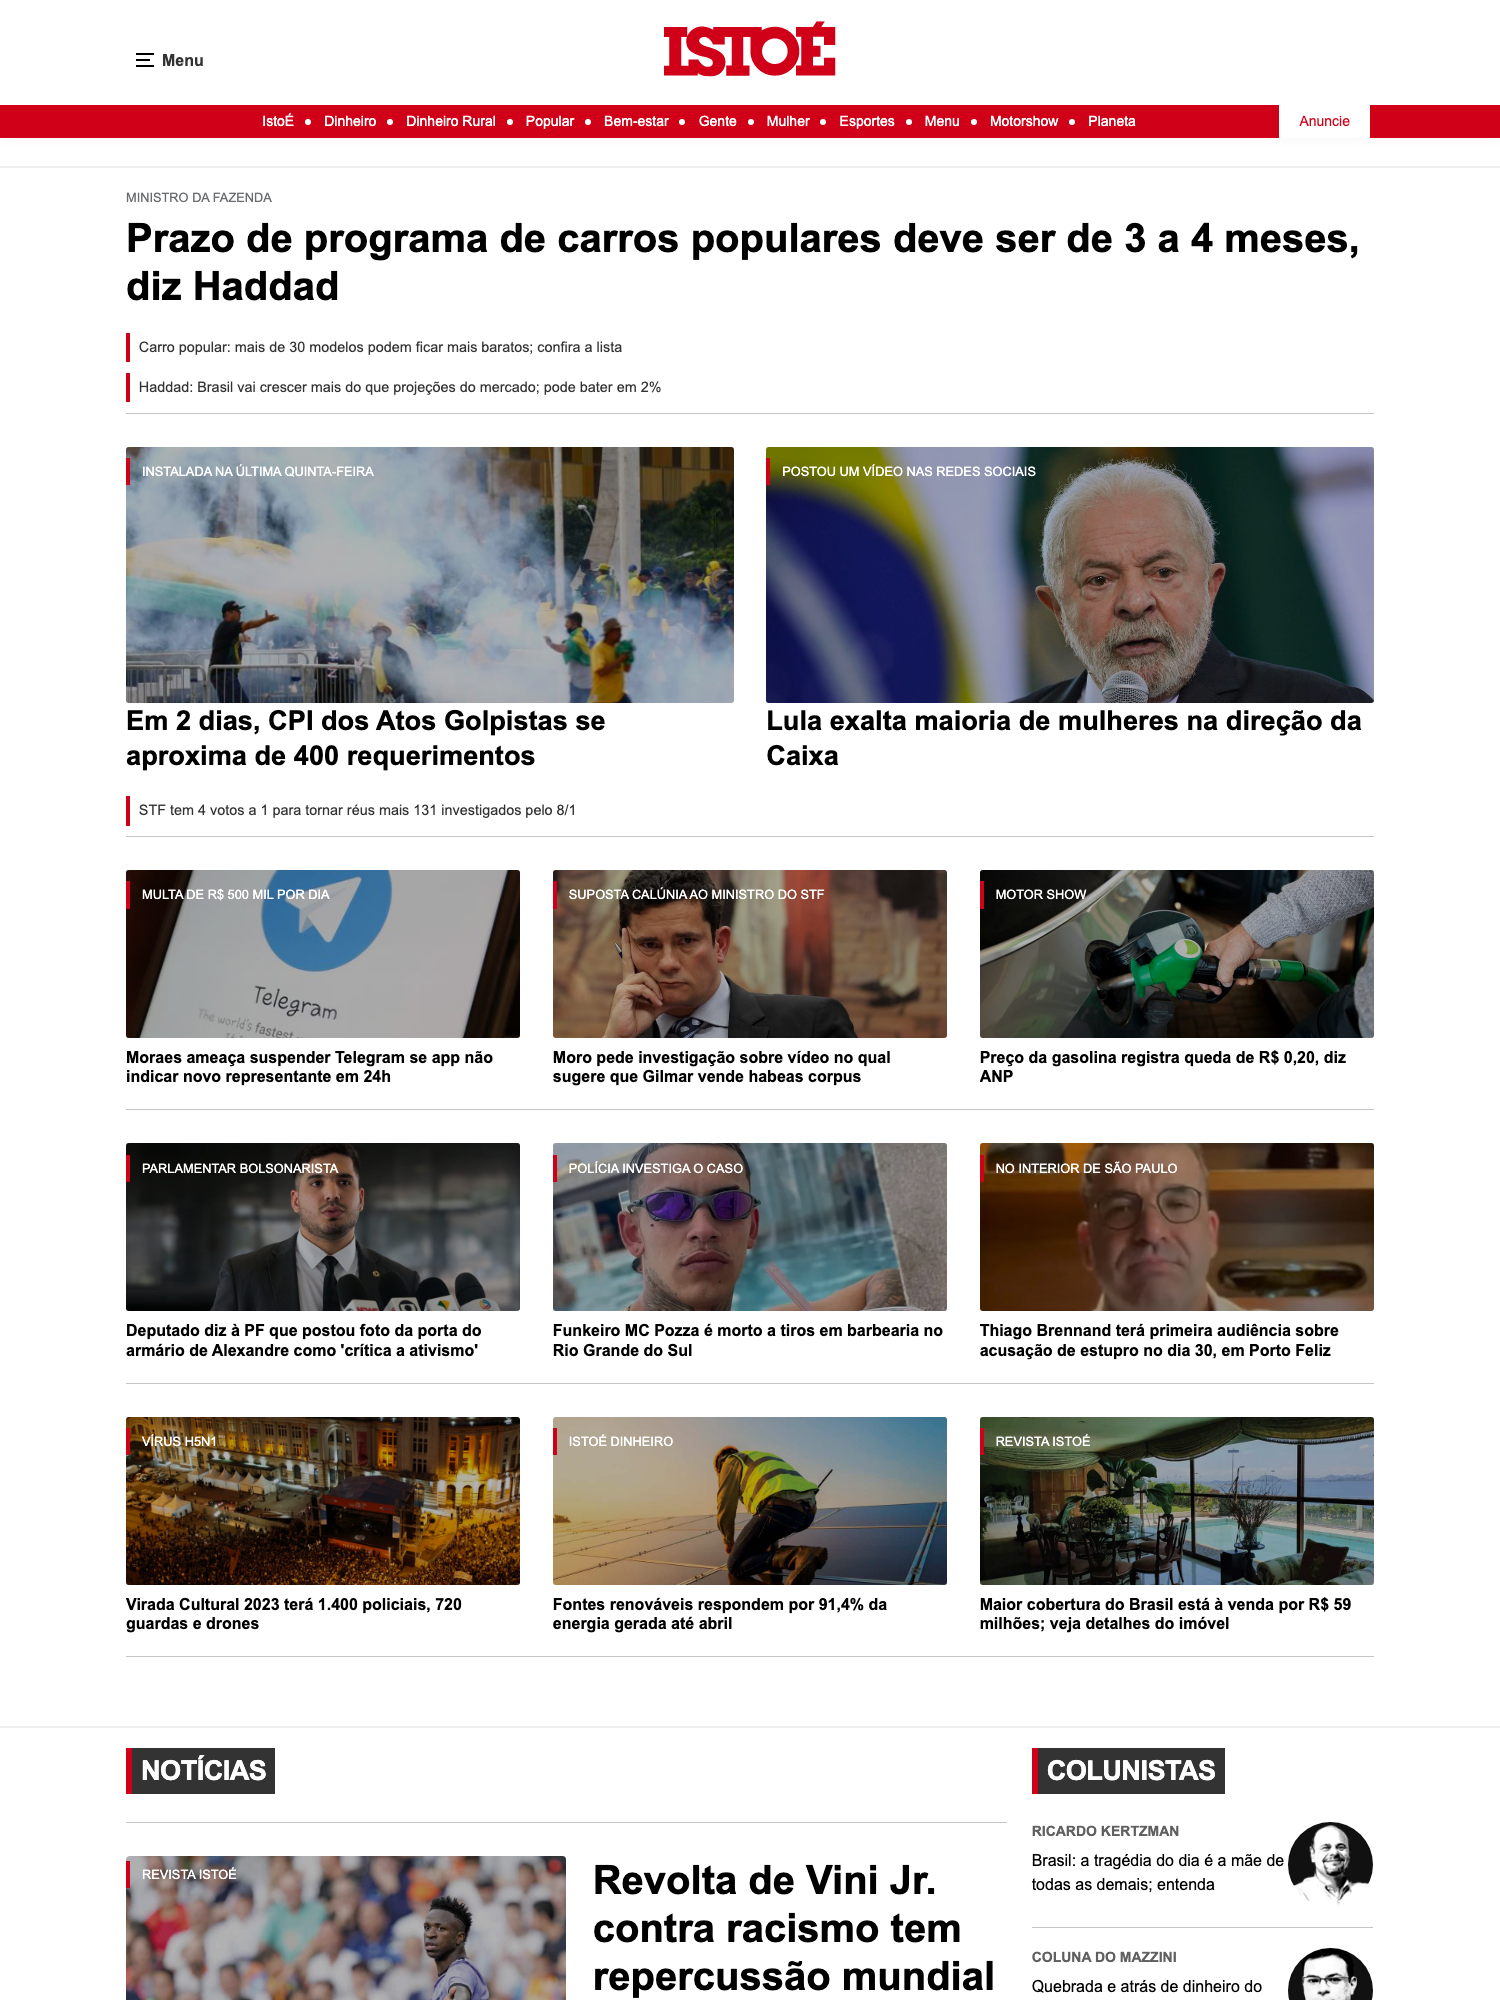 Menu
ISTOÉ
IstoÉ • Dinheiro • Dinheiro Rural • Popular • Bem-estar • Gente • Mulher • Esportes • Menu • Motorshow • Planeta
Anuncie
MINISTRO DA FAZENDA
Prazo de programa de carros populares deve ser de 3 a 4 meses,
diz Haddad
Carro popular: mais de 30 modelos podem ficar mais baratos; confira a lista
Haddad: Brasil vai crescer mais do que projeções do mercado; pode bater em 2%
INSTALADA NA ÚLTIMA QUINTA-FEIRA
Em 2 dias, CPI dos Atos Golpistas se
aproxima de 400 requerimentos
STF tem 4 votos a 1 para tornar réus mais 131 investigados pelo 8/1
POSTOU UM VÍDEO NAS REDES SOCIAIS
Lula exalta maioria de mulheres na direção da
Caixa
MULTA DE R$ 500 MIL POR DIA
Telegram
The world's fastest
Moraes ameaça suspender Telegram se app não
indicar novo representante em 24h
SUPOSTA CALÚNIA AO MINISTRO DO STF
Moro pede investigação sobre vídeo no qual
sugere que Gilmar vende habeas corpus
MOTOR SHOW
Preço da gasolina registra queda de R$ 0,20, diz
ANP
PARLAMENTAR BOLSONARISTA
Deputado diz à PF que postou foto da porta do
armário de Alexandre como 'crítica a ativismo'
POLÍCIA INVESTIGA O CASO
Funkeiro MC Pozza é morto a tiros em barbearia no
Rio Grande do Sul
NO INTERIOR DE SÃO PAULO
Thiago Brennand terá primeira audiência sobre
acusação de estupro no dia 30, em Porto Feliz
VÍRUS H5N1
Virada Cultural 2023 terá 1.400 policiais, 720
guardas e drones
ISTOÉ DINHEIRO
Fontes renováveis respondem por 91,4% da
energia gerada até abril
REVISTA ISTOÉ
Maior cobertura do Brasil está à venda por R$ 59
milhões; veja detalhes do imóvel
NOTÍCIAS
REVISTA ISTOÉ
Revolta de Vini Jr.
contra racismo tem
repercussão mundial
COLUNISTAS
RICARDO KERTZMAN
Brasil: a tragédia do dia é a mãe de
todas as demais; entenda
COLUNA DO MAZZINI
Quebrada e atrás de dinheiro do